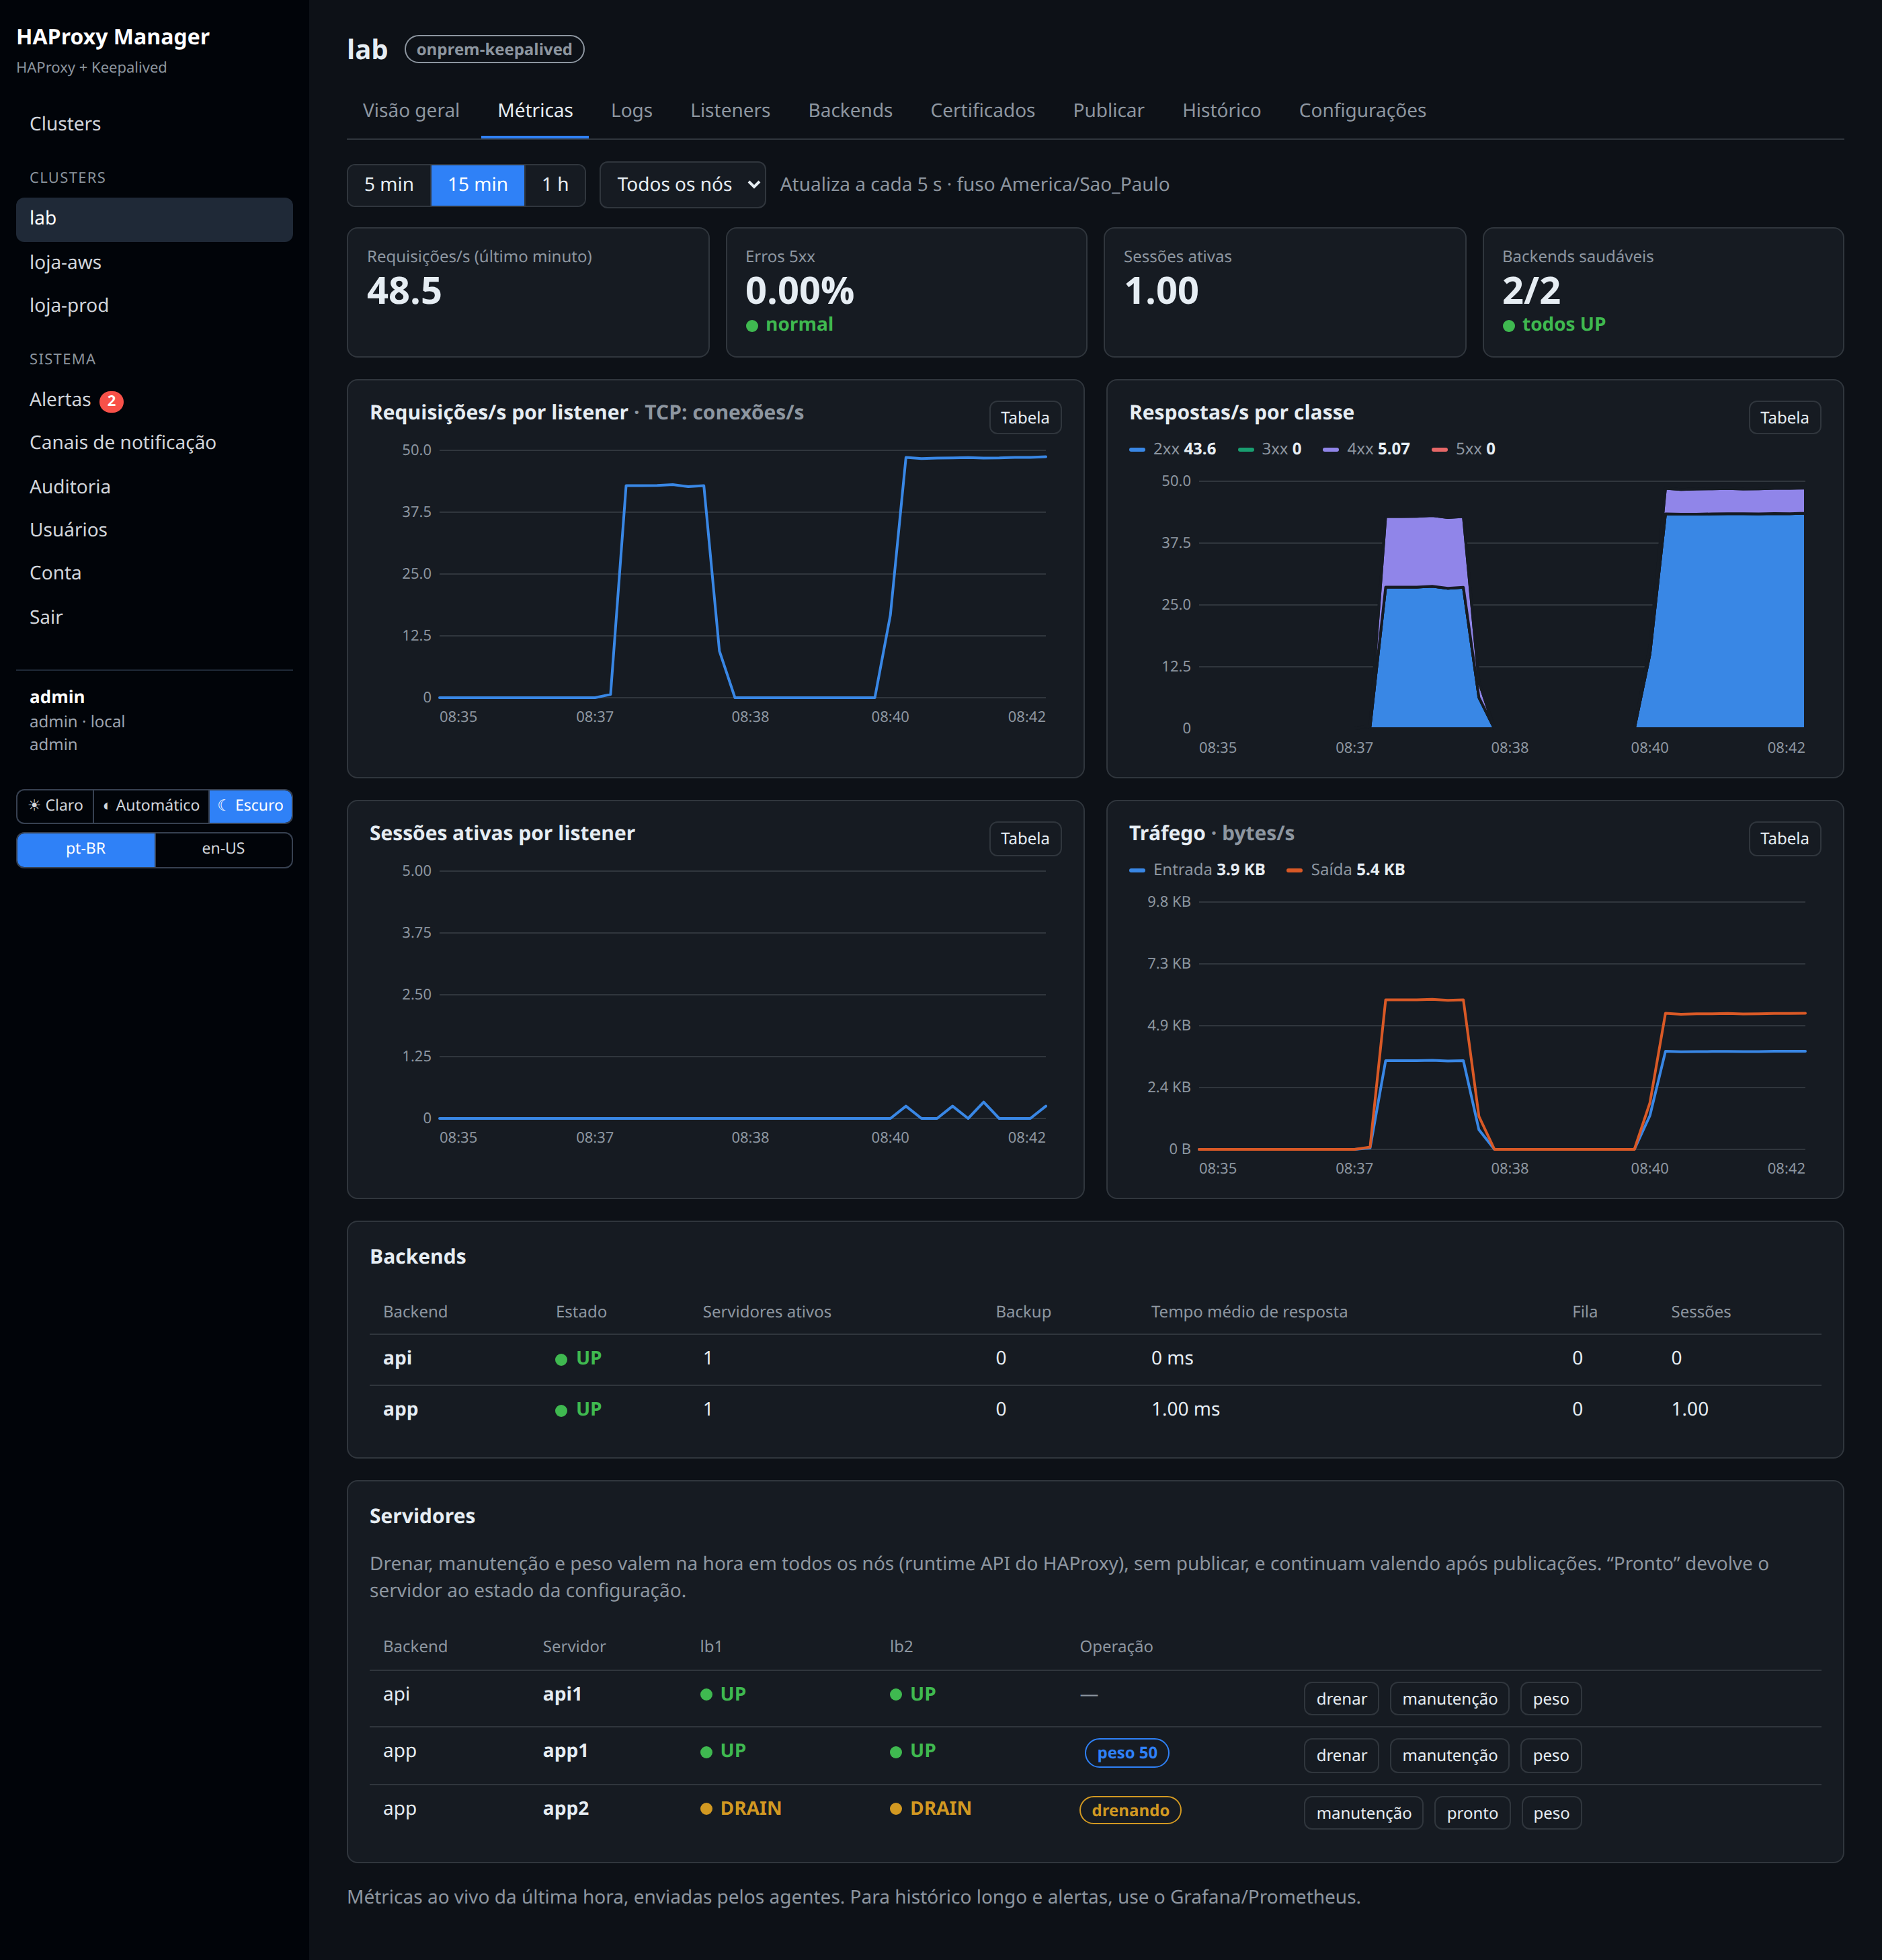 HAProxy Manager
HAProxy + Keepalived
Clusters
CLUSTERS
lab
loja-aws
loja-prod
SISTEMA
Alertas 2
Canais de notificação
Auditoria
Usuários
Conta
Sair
admin
admin · local
admin
☀ Claro ◐ Automático ☾ Escuro
pt-BR en-US
lab onprem-keepalived
Visão geral Métricas Logs Listeners Backends Certificados Publicar Histórico Configurações
5 min 15 min 1 h Todos os nós Atualiza a cada 5 s · fuso America/Sao_Paulo
Requisições/s (último minuto)
48.5
Erros 5xx
0.00%
normal
Sessões ativas
1.00
Backends saudáveis
2/2
todos UP
Requisições/s por listener · TCP: conexões/s Tabela
50.0
37.5
25.0
12.5
0
08:35 08:37 08:38 08:40 08:42
Respostas/s por classe Tabela
2xx 43.6 3xx 0 4xx 5.07 5xx 0
50.0
37.5
25.0
12.5
0
08:35 08:37 08:38 08:40 08:42
Sessões ativas por listener Tabela
5.00
3.75
2.50
1.25
0
08:35 08:37 08:38 08:40 08:42
Tráfego · bytes/s Tabela
Entrada 3.9 KB Saída 5.4 KB
9.8 KB
7.3 KB
4.9 KB
2.4 KB
0 B
08:35 08:37 08:38 08:40 08:42
Backends
Backend Estado Servidores ativos Backup Tempo médio de resposta Fila Sessões
api UP 1 0 0 ms 0 0
app UP 1 0 1.00 ms 0 1.00
Servidores
Drenar, manutenção e peso valem na hora em todos os nós (runtime API do HAProxy), sem publicar, e continuam valendo após publicações. “Pronto” devolve o
servidor ao estado da configuração.
Backend Servidor lb1 lb2 Operação
api api1 UP UP — drenar manutenção peso
app app1 UP UP peso 50 drenar manutenção peso
app app2 DRAIN DRAIN drenando manutenção pronto peso
Métricas ao vivo da última hora, enviadas pelos agentes. Para histórico longo e alertas, use o Grafana/Prometheus.